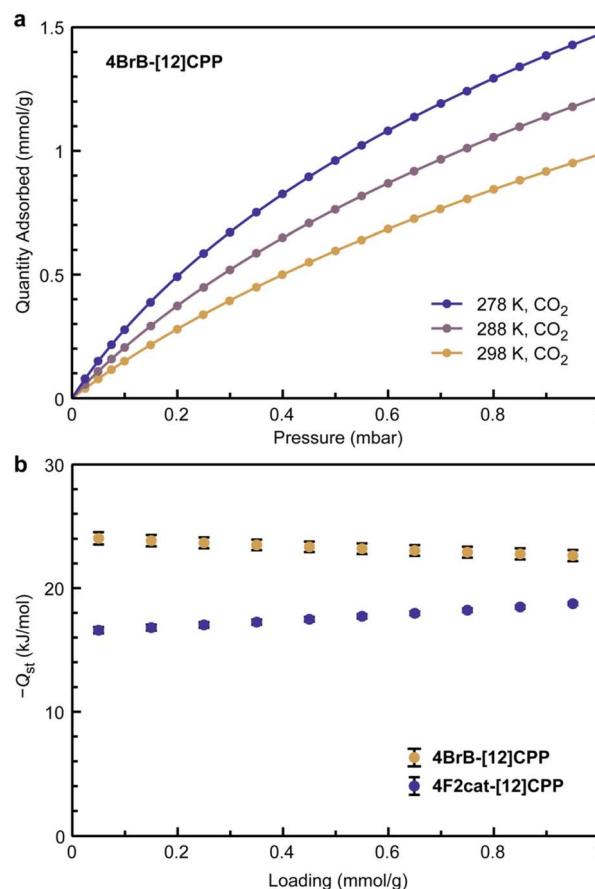 a
4BrB-[12]CPP
Quantity Adsorbed (mmol/g)
1.5
1
0.5
0
278 K, CO₂
288 K, CO₂
298 K, CO₂
0 0.2 0.4 0.6 0.8 1
Pressure (mbar)
b
−Qst (kJ/mol)
30
20
10
0
4BrB-[12]CPP
4F2cat-[12]CPP
0 0.2 0.4 0.6 0.8 1
Loading (mmol/g)